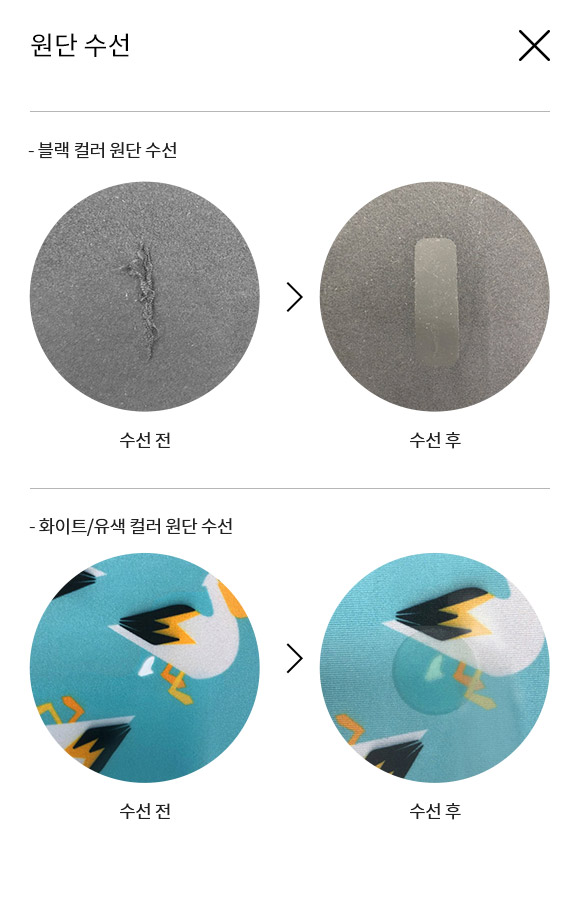 원단 수선
- 블랙 컬러 원단 수선
수선 전
수선 후
- 화이트/유색 컬러 원단 수선
수선 전
수선 후